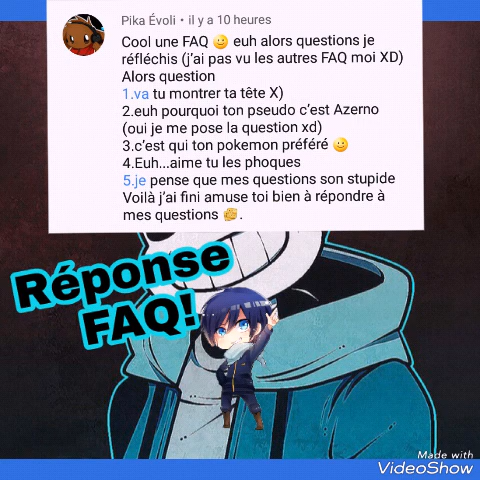 Pika Évoli • il y a 10 heures
Cool une FAQ 🙂 euh alors questions je
réfléchis (j'ai pas vu les autres FAQ moi XD)
Alors question
1.va tu montrer ta tête X)
2.euh pourquoi ton pseudo c'est Azerno
(oui je me pose la question xd)
3.c'est qui ton pokemon préféré 🙂
4.Euh...aime tu les phoques
5.je pense que mes questions son stupide
Voilà j'ai fini amuse toi bien à répondre à
mes questions 👏.
Réponse
FAQ!
Made with
VideoShow